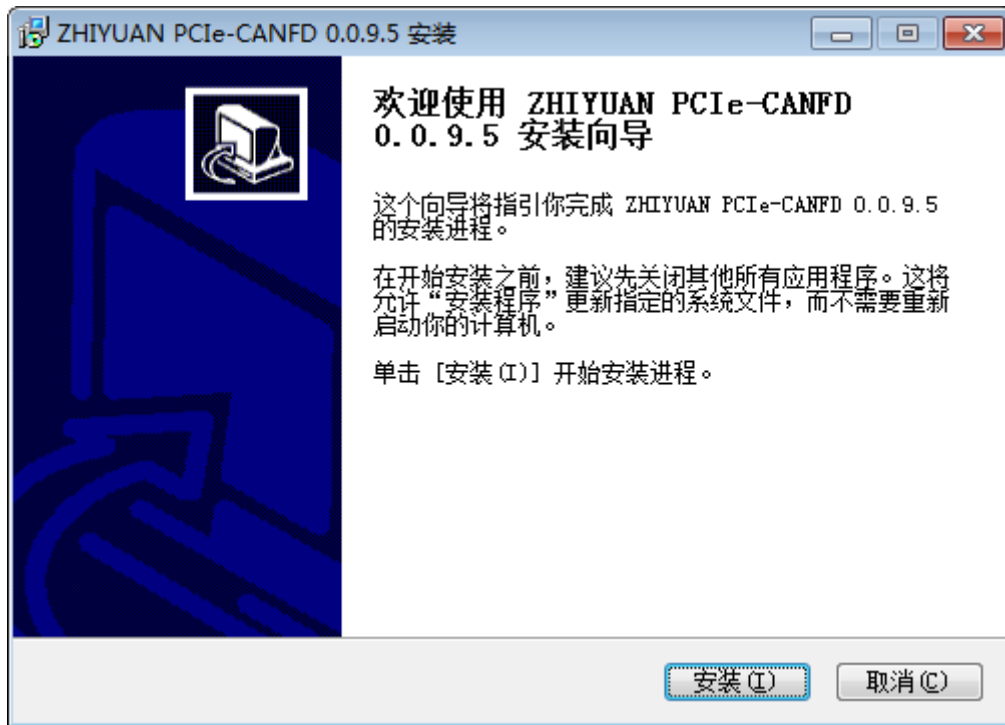 ZHIYUAN PCIe-CANFD 0.0.9.5 安装
欢迎使用 ZHIYUAN PCIe-CANFD
0.0.9.5 安装向导
这个向导将指引你完成 ZHIYUAN PCIe-CANFD 0.0.9.5
的安装进程。
在开始安装之前，建议先关闭其他所有应用程序。这将
允许“安装程序”更新指定的系统文件，而不需要重新
启动你的计算机。
单击 [安装(I)] 开始安装进程。
安装(I)
取消(C)